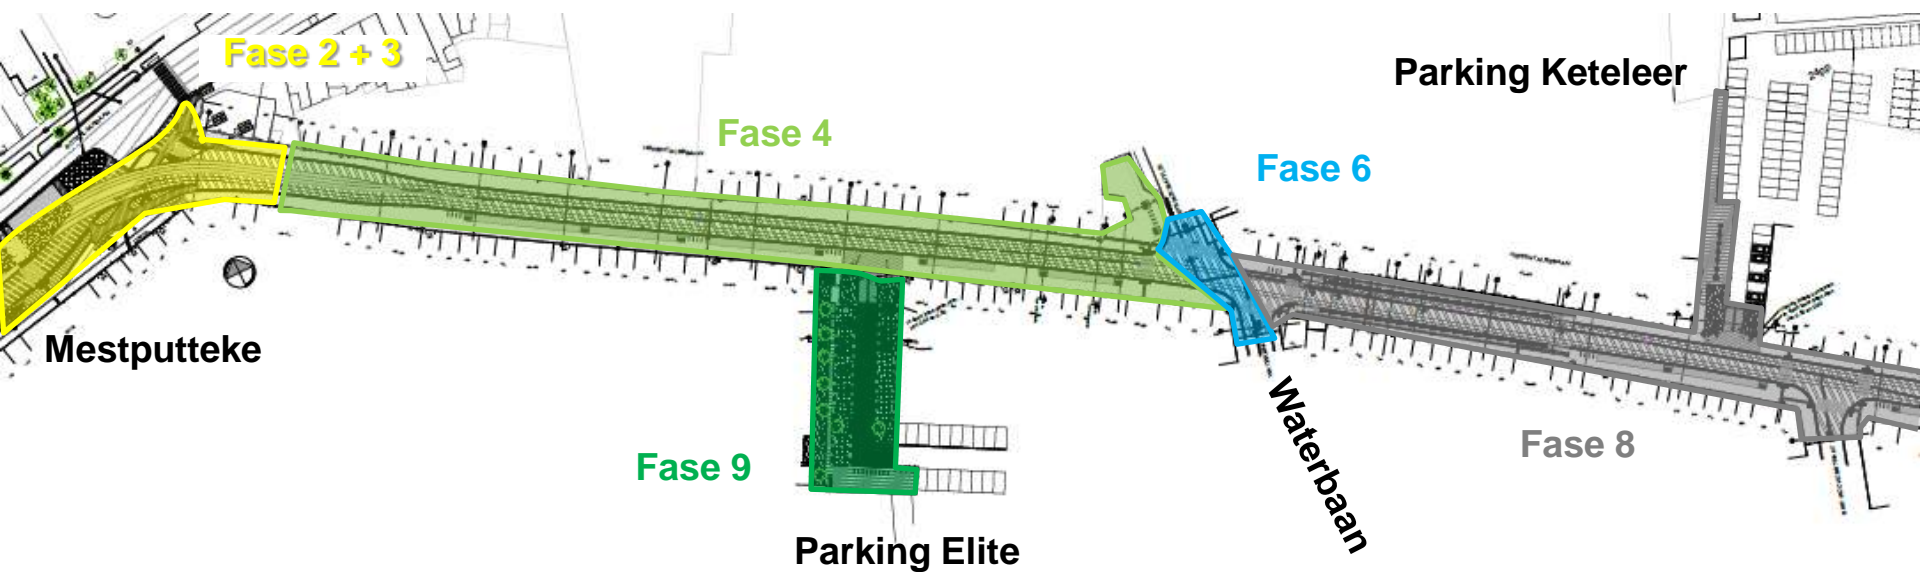 Fase 2 + 3
Parking Keteleer
Fase 4
Fase 6
Mestputteke
Fase 9
Waterbaan
Fase 8
Parking Elite